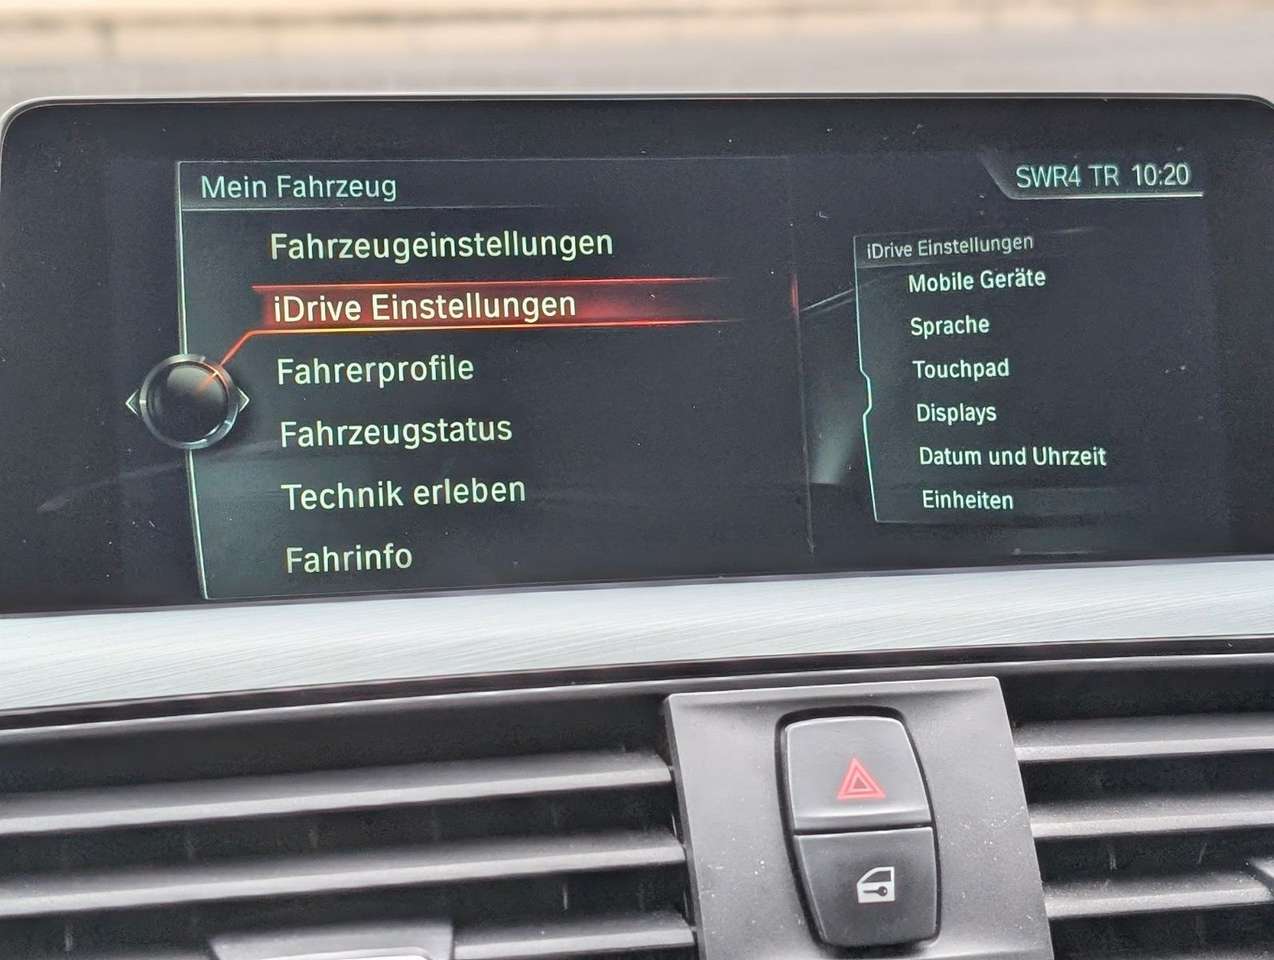 Mein Fahrzeug
Fahrzeugeinstellungen
iDrive Einstellungen
Fahrerprofile
Fahrzeugstatus
Technik erleben
Fahrinfo
SWR4 TR 10:20
iDrive Einstellungen
Mobile Geräte
Sprache
Touchpad
Displays
Datum und Uhrzeit
Einheiten